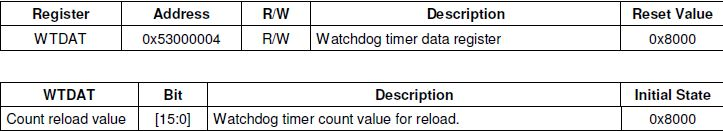 Register Address R/W Description Reset Value
WTDAT 0x53000004 R/W Watchdog timer data register 0x8000
WTDAT Bit Description Initial State
Count reload value [15:0] Watchdog timer count value for reload. 0x8000